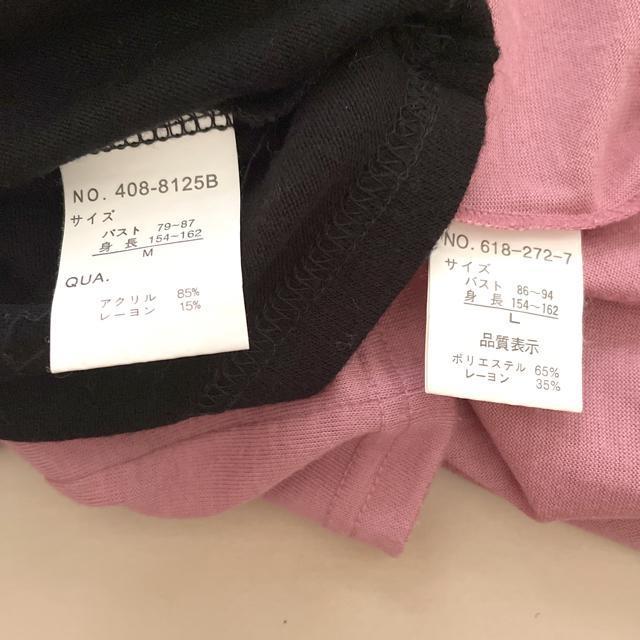 NO. 408-8125B
サイズ
バスト 79~87
身長 154~162
M
QUA.
アクリル 85%
レーヨン 15%
NO. 618-272-7
サイズ
バスト 86~94
身長 154~162
L
品質表示
ポリエステル 65%
レーヨン 35%